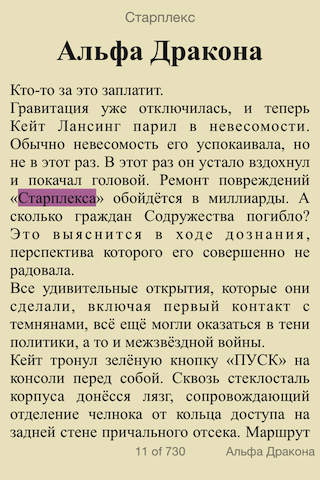 Старплекс
Альфа Дракона
Кто-то за это заплатит.
Гравитация уже отключилась, и теперь
Кейт Лансинг парил в невесомости.
Обычно невесомость его успокаивала, но
не в этот раз. В этот раз он устало вздохнул
и покачал головой. Ремонт повреждений
«Старплекса» обойдётся в миллиарды. А
сколько граждан Содружества погибло?
Это выяснится в ходе дознания,
перспектива которого его совершенно не
радовала.
Все удивительные открытия, которые они
сделали, включая первый контакт с
темнянами, всё ещё могли оказаться в тени
политики, а то и межзвёздной войны.
Кейт тронул зелёную кнопку «ПУСК» на
консоли перед собой. Сквозь стеклосталь
корпуса донёсся лязг, сопровождающий
отделение челнока от кольца доступа на
задней стене причального отсека. Маршрут
11 of 730 Альфа Дракона